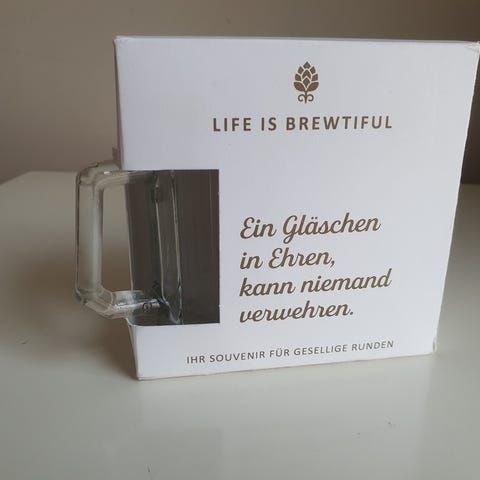 LIFE IS BREWTIFUL
Ein Gläschen
in Ehren,
kann niemand
verwehren.
IHR SOUVENIR FÜR GESELLIGE RUNDEN